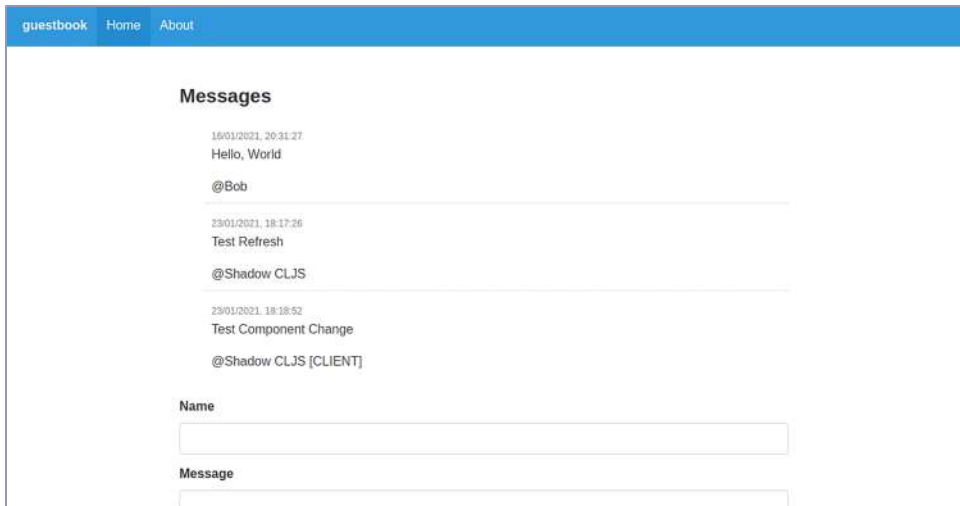 guestbook Home About
Messages
16/01/2021, 20:31:27
Hello, World
@Bob
23/01/2021, 18:17:26
Test Refresh
@Shadow CLJS
23/01/2021, 18:18:52
Test Component Change
@Shadow CLJS [CLIENT]
Name
Message